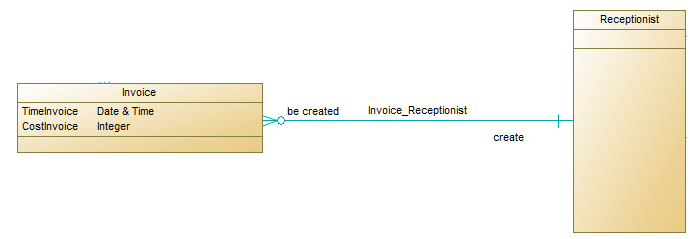 Receptionist
Invoice
TimeInvoice Date & Time
CostInvoice Integer
be created
Invoice_Receptionist
create